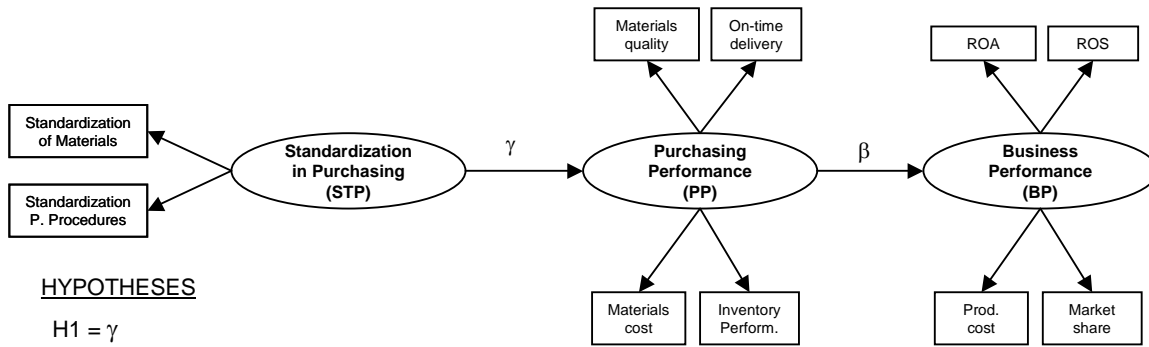 Materials
quality
On-time
delivery
ROA
ROS
Standardization
of Materials
Standardization
in Purchasing
(STP)
γ
Purchasing
Performance
(PP)
β
Business
Performance
(BP)
Standardization
P. Procedures
HYPOTHESES
H1 = γ
Materials
cost
Inventory
Perform.
Prod.
cost
Market
share